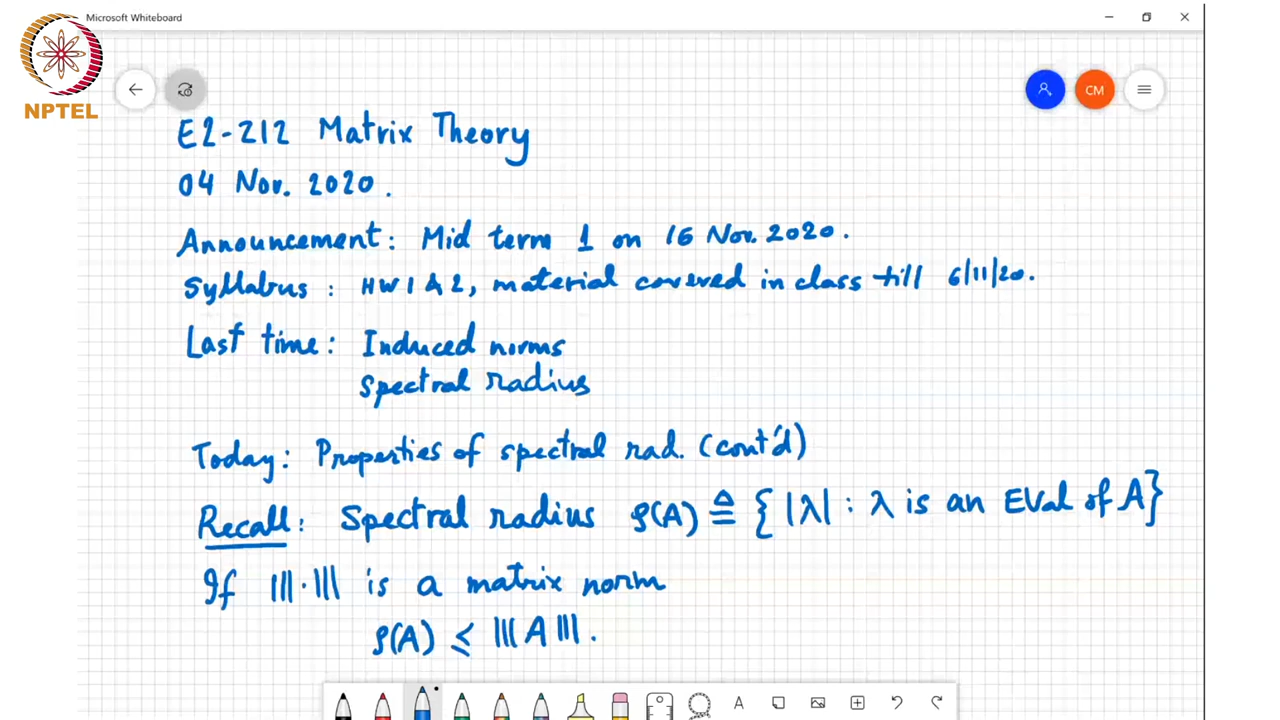 Microsoft Whiteboard
NPTEL
CM
E2-212 Matrix Theory
04 Nov. 2020.
Announcement: Mid term 1 on 16 Nov. 2020.
Syllabus: HW 1 & 2, material covered in class till 6/11/20.
Last time: Induced norms
Spectral radius
Today: Properties of spectral rad. (cont'd)
Recall: Spectral radius ρ(A) ≜ {|λ| : λ is an EVal of A}
If |||·||| is a matrix norm
ρ(A) ≤ |||A|||.
A